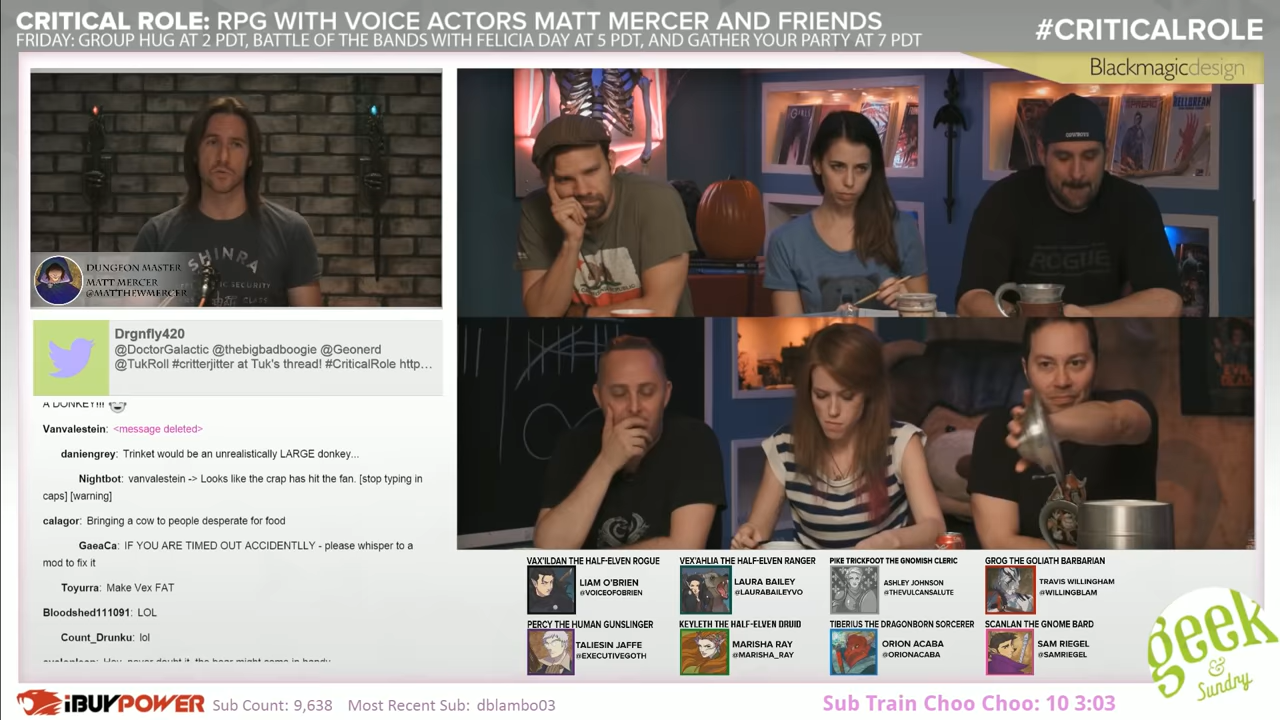 CRITICAL ROLE: RPG WITH VOICE ACTORS MATT MERCER AND FRIENDS
FRIDAY: GROUP HUG AT 2 PDT, BATTLE OF THE BANDS WITH FELICIA DAY AT 5 PDT, AND GATHER YOUR PARTY AT 7 PDT
#CRITICALROLE
Blackmagicdesign
SHINRA
DUNGEON MASTER
MATT MERCER
@MATTHEWMERCER
ROGUE
Drgnfly420
@DoctorGalactic @thebigbadboogie @Geonerd
@TukRoll #critterjitter at Tuk's thread! #CriticalRole http...
A DONKEY!!!
Vanvalestein: <message deleted>
daniengrey: Trinket would be an unrealistically LARGE donkey...
Nightbot: vanvalestein -> Looks like the crap has hit the fan. [stop typing in
caps] [warning]
calagor: Bringing a cow to people desperate for food
GaeaCa: IF YOU ARE TIMED OUT ACCIDENTLLY - please whisper to a
mod to fix it
Toyurra: Make Vex FAT
Bloodshed111091: LOL
Count_Drunku: lol
VAX'ILDAN THE HALF-ELVEN ROGUE
LIAM O'BRIEN
@VOICEOFOBRIEN
VEX'AHLIA THE HALF-ELVEN RANGER
LAURA BAILEY
@LAURABAILEYVO
PIKE TRICKFOOT THE GNOMISH CLERIC
ASHLEY JOHNSON
@THEVULCANSALUTE
GROG THE GOLIATH BARBARIAN
TRAVIS WILLINGHAM
@WILLINGBLAM
PERCY THE HUMAN GUNSLINGER
TALIESIN JAFFE
@EXECUTIVEGOTH
KEYLETH THE HALF-ELVEN DRUID
MARISHA RAY
@MARISHA_RAY
TIBERIUS THE DRAGONBORN SORCERER
ORION ACABA
@ORIONACABA
SCANLAN THE GNOME BARD
SAM RIEGEL
@SAMRIEGEL
geek
& Sundry
iBUYPOWER
Sub Count: 9,638
Most Recent Sub: dblambo03
Sub Train Choo Choo: 10 3:03